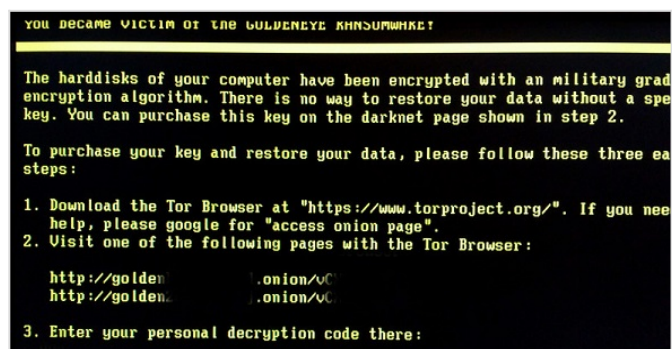 You became victim of the GOLDENEYE RANSOMWARE!
The harddisks of your computer have been encrypted with an military grad
encryption algorithm. There is no way to restore your data without a spe
key. You can purchase this key on the darknet page shown in step 2.
To purchase your key and restore your data, please follow these three ea
steps:
1. Download the Tor Browser at "https://www.torproject.org/". If you nee
help, please google for "access onion page".
2. Visit one of the following pages with the Tor Browser:
http://golden .onion/vC
http://golden .onion/vC
3. Enter your personal decryption code there: